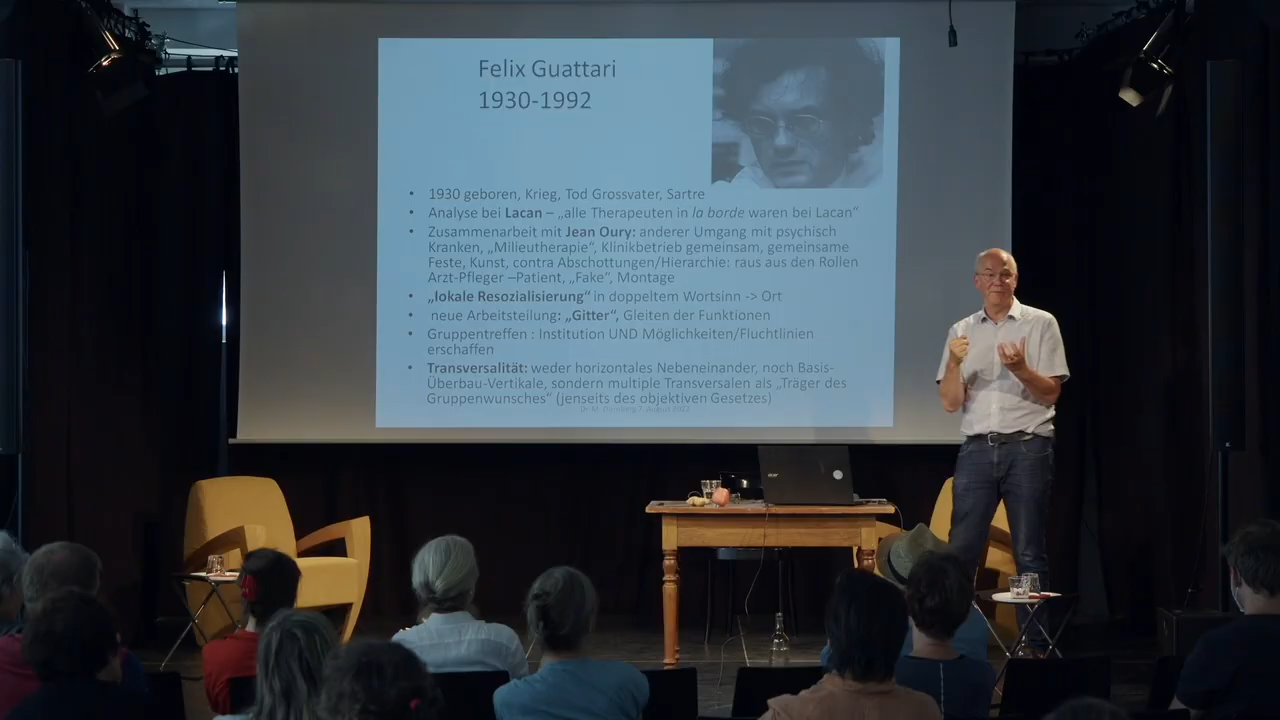 Felix Guattari
1930-1992
• 1930 geboren, Krieg, Tod Grossvater, Sartre
• Analyse bei Lacan – „alle Therapeuten in la borde waren bei Lacan“
• Zusammenarbeit mit Jean Oury: anderer Umgang mit psychisch
Kranken, „Milieutherapie“, Klinikbetrieb gemeinsam, gemeinsame
Feste, Kunst, contra Abschottungen/Hierarchie: raus aus den Rollen
Arzt-Pfleger –Patient, „Fake“, Montage
• „lokale Resozialisierung“ in doppeltem Wortsinn -> Ort
• neue Arbeitsteilung: „Gitter“, Gleiten der Funktionen
• Gruppentreffen : Institution UND Möglichkeiten/Fluchtlinien
erschaffen
• Transversalität: weder horizontales Nebeneinander, noch Basis-
Überbau-Vertikale, sondern multiple Transversalen als „Träger des
Gruppenwunsches“ (jenseits des objektiven Gesetzes)
Dr. M. 7. August 2022